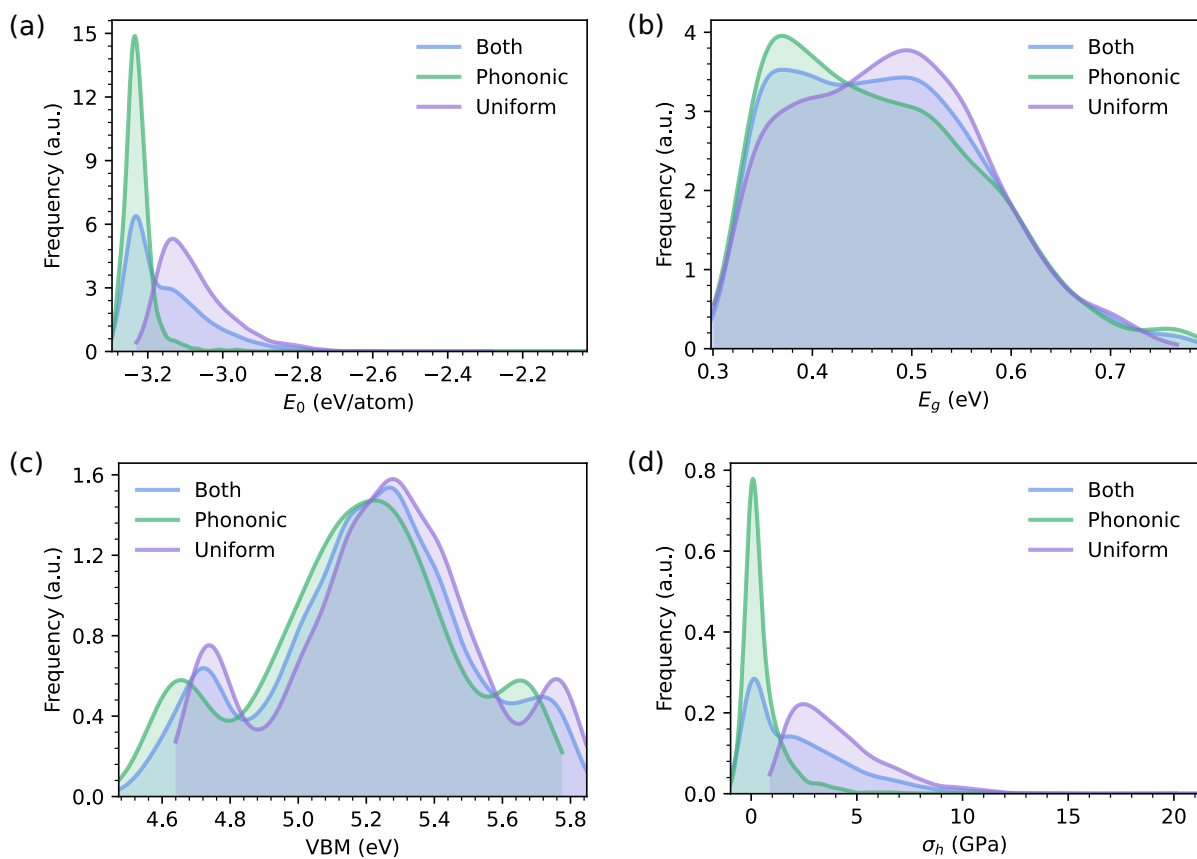 (a)
15
12
9
6
3
0
Frequency (a.u.)
Both
Phononic
Uniform
−3.2 −3.0 −2.8 −2.6 −2.4 −2.2
E₀ (eV/atom)
(b)
4
3
2
1
0
Frequency (a.u.)
Both
Phononic
Uniform
0.3 0.4 0.5 0.6 0.7
E_g (eV)
(c)
1.6
1.2
0.8
0.4
0.0
Frequency (a.u.)
Both
Phononic
Uniform
4.6 4.8 5.0 5.2 5.4 5.6 5.8
VBM (eV)
(d)
0.8
0.6
0.4
0.2
0.0
Frequency (a.u.)
Both
Phononic
Uniform
0 5 10 15 20
σ_h (GPa)